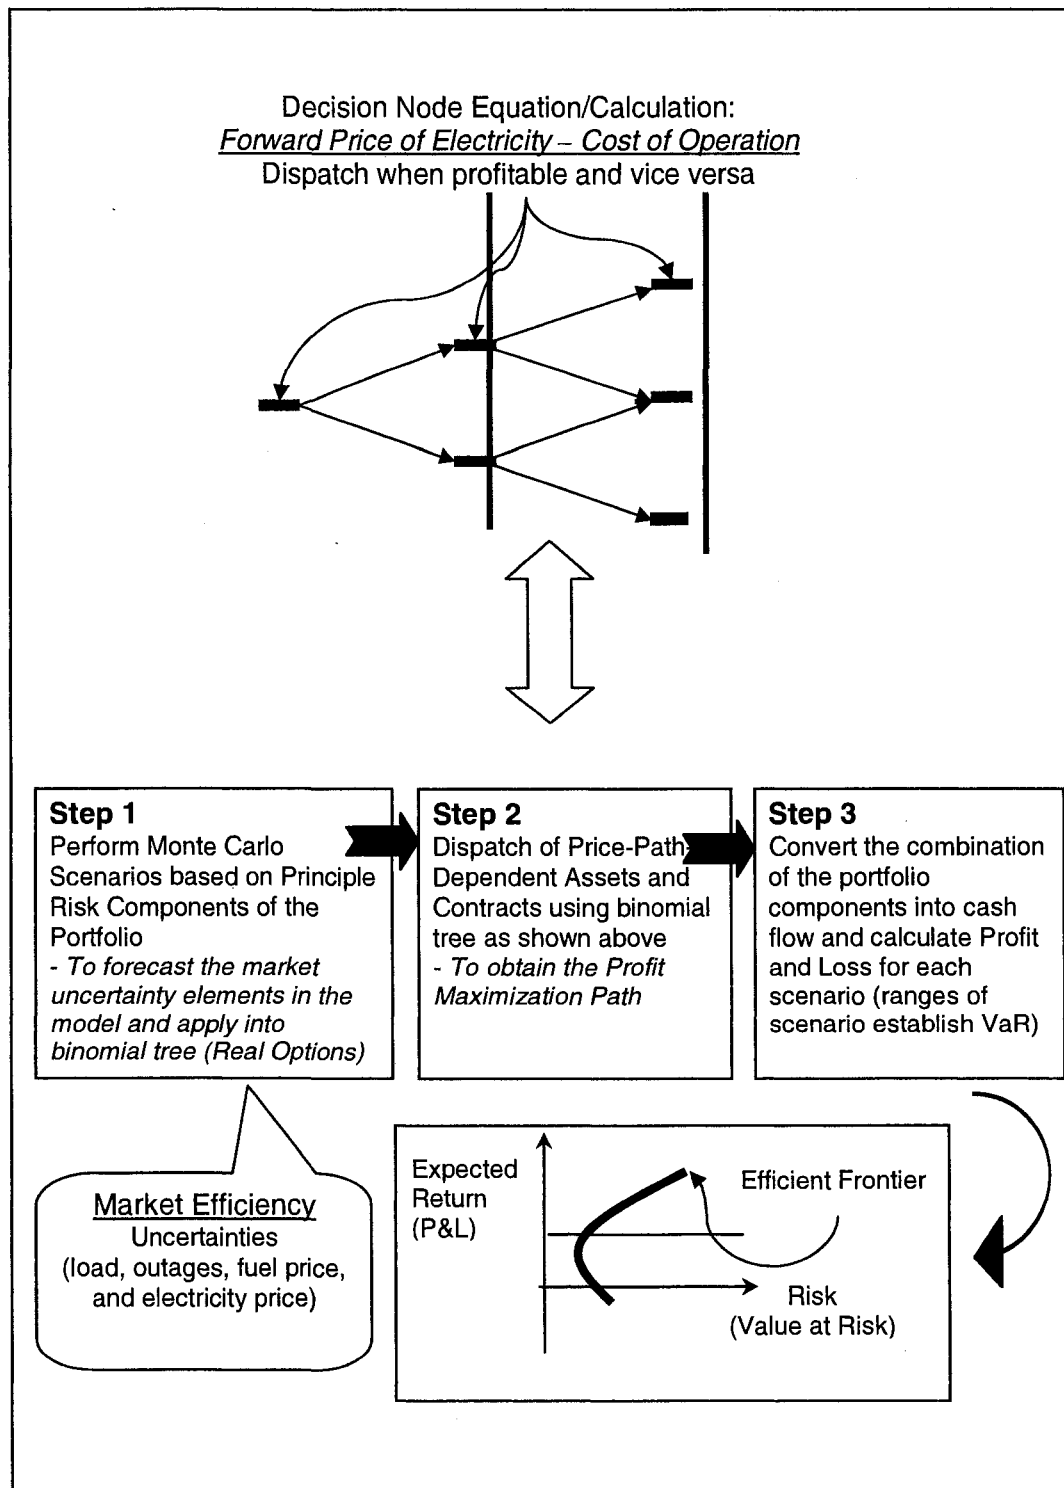 Decision Node Equation/Calculation:
Forward Price of Electricity – Cost of Operation
Dispatch when profitable and vice versa
Step 1
Perform Monte Carlo
Scenarios based on Principle
Risk Components of the
Portfolio
- To forecast the market
uncertainty elements in the
model and apply into
binomial tree (Real Options)
Step 2
Dispatch of Price-Path
Dependent Assets and
Contracts using binomial
tree as shown above
- To obtain the Profit
Maximization Path
Step 3
Convert the combination
of the portfolio
components into cash
flow and calculate Profit
and Loss for each
scenario (ranges of
scenario establish VaR)
Market Efficiency
Uncertainties
(load, outages, fuel price,
and electricity price)
Expected
Return
(P&L)
Efficient Frontier
Risk
(Value at Risk)